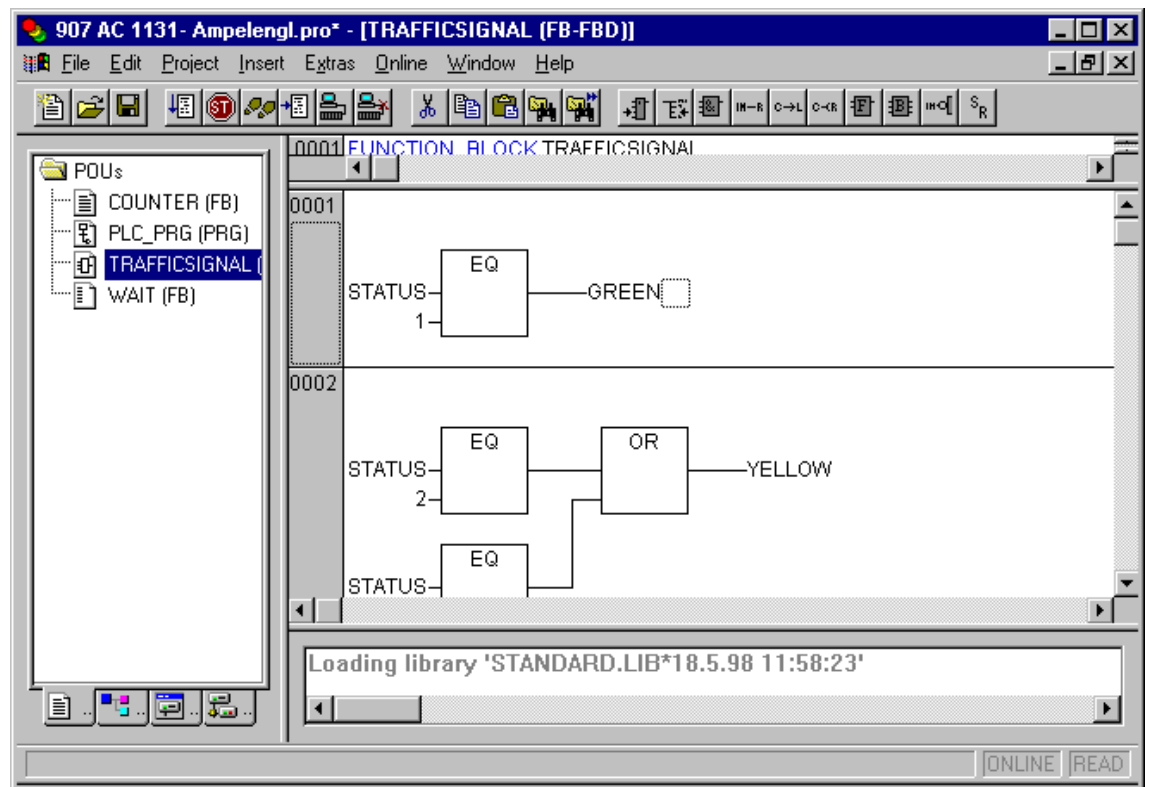 907 AC 1131- Ampelengl.pro* - [TRAFFICSIGNAL (FB-FBD)]
File Edit Project Insert Extras Online Window Help
0001 FUNCTION_BLOCK TRAFFICSIGNAL
POUs
COUNTER (FB)
PLC_PRG (PRG)
TRAFFICSIGNAL (
WAIT (FB)
0001
EQ
STATUS
GREEN
1
0002
EQ
OR
STATUS
YELLOW
2
EQ
STATUS
Loading library 'STANDARD.LIB*18.5.98 11:58:23'
ONLINE READ